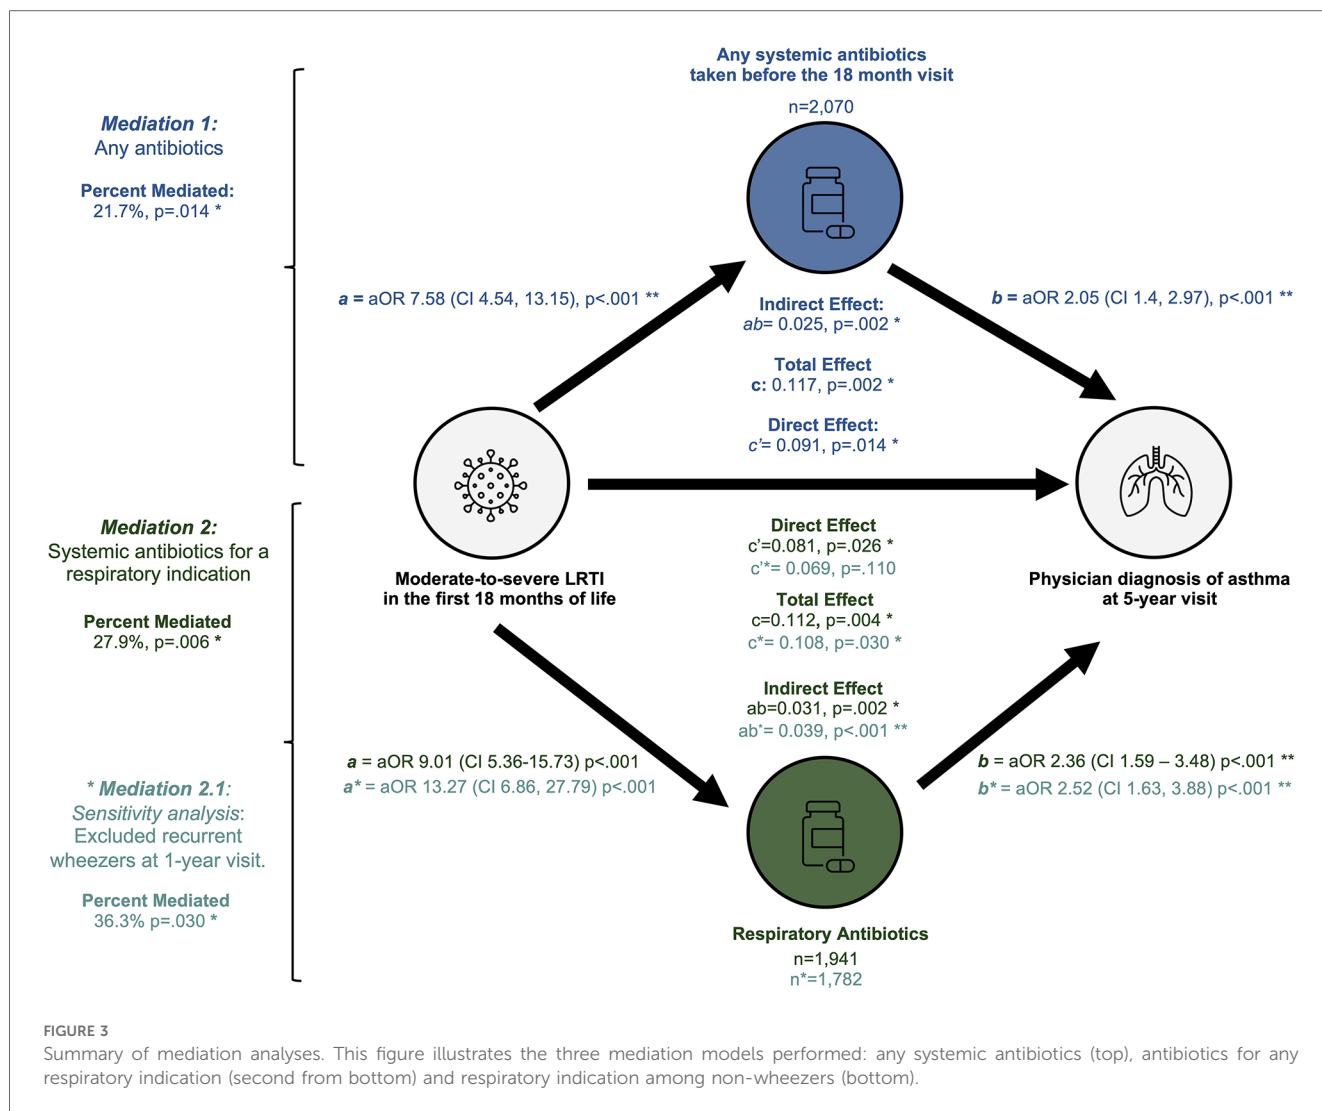 Any systemic antibiotics
taken before the 18 month visit
n=2,070
Mediation 1:
Any antibiotics
Percent Mediated:
21.7%, p=.014 *
a = aOR 7.58 (CI 4.54, 13.15), p<.001 **
b = aOR 2.05 (CI 1.4, 2.97), p<.001 **
Indirect Effect:
ab= 0.025, p=.002 *
Total Effect
c: 0.117, p=.002 *
Direct Effect:
c'= 0.091, p=.014 *
Moderate-to-severe LRTI
in the first 18 months of life
Physician diagnosis of asthma
at 5-year visit
Mediation 2:
Systemic antibiotics for a
respiratory indication
Percent Mediated
27.9%, p=.006 *
Direct Effect
c'=0.081, p=.026 *
c'*= 0.069, p=.110
Total Effect
c=0.112, p=.004 *
c*= 0.108, p=.030 *
Indirect Effect
ab=0.031, p=.002 *
ab*= 0.039, p<.001 **
a = aOR 9.01 (CI 5.36-15.73) p<.001
a* = aOR 13.27 (CI 6.86, 27.79) p<.001
b = aOR 2.36 (CI 1.59 – 3.48) p<.001 **
b* = aOR 2.52 (CI 1.63, 3.88) p<.001 **
* Mediation 2.1:
Sensitivity analysis:
Excluded recurrent
wheezers at 1-year visit.
Percent Mediated
36.3% p=.030 *
Respiratory Antibiotics
n=1,941
n*=1,782
FIGURE 3
Summary of mediation analyses. This figure illustrates the three mediation models performed: any systemic antibiotics (top), antibiotics for any
respiratory indication (second from bottom) and respiratory indication among non-wheezers (bottom).